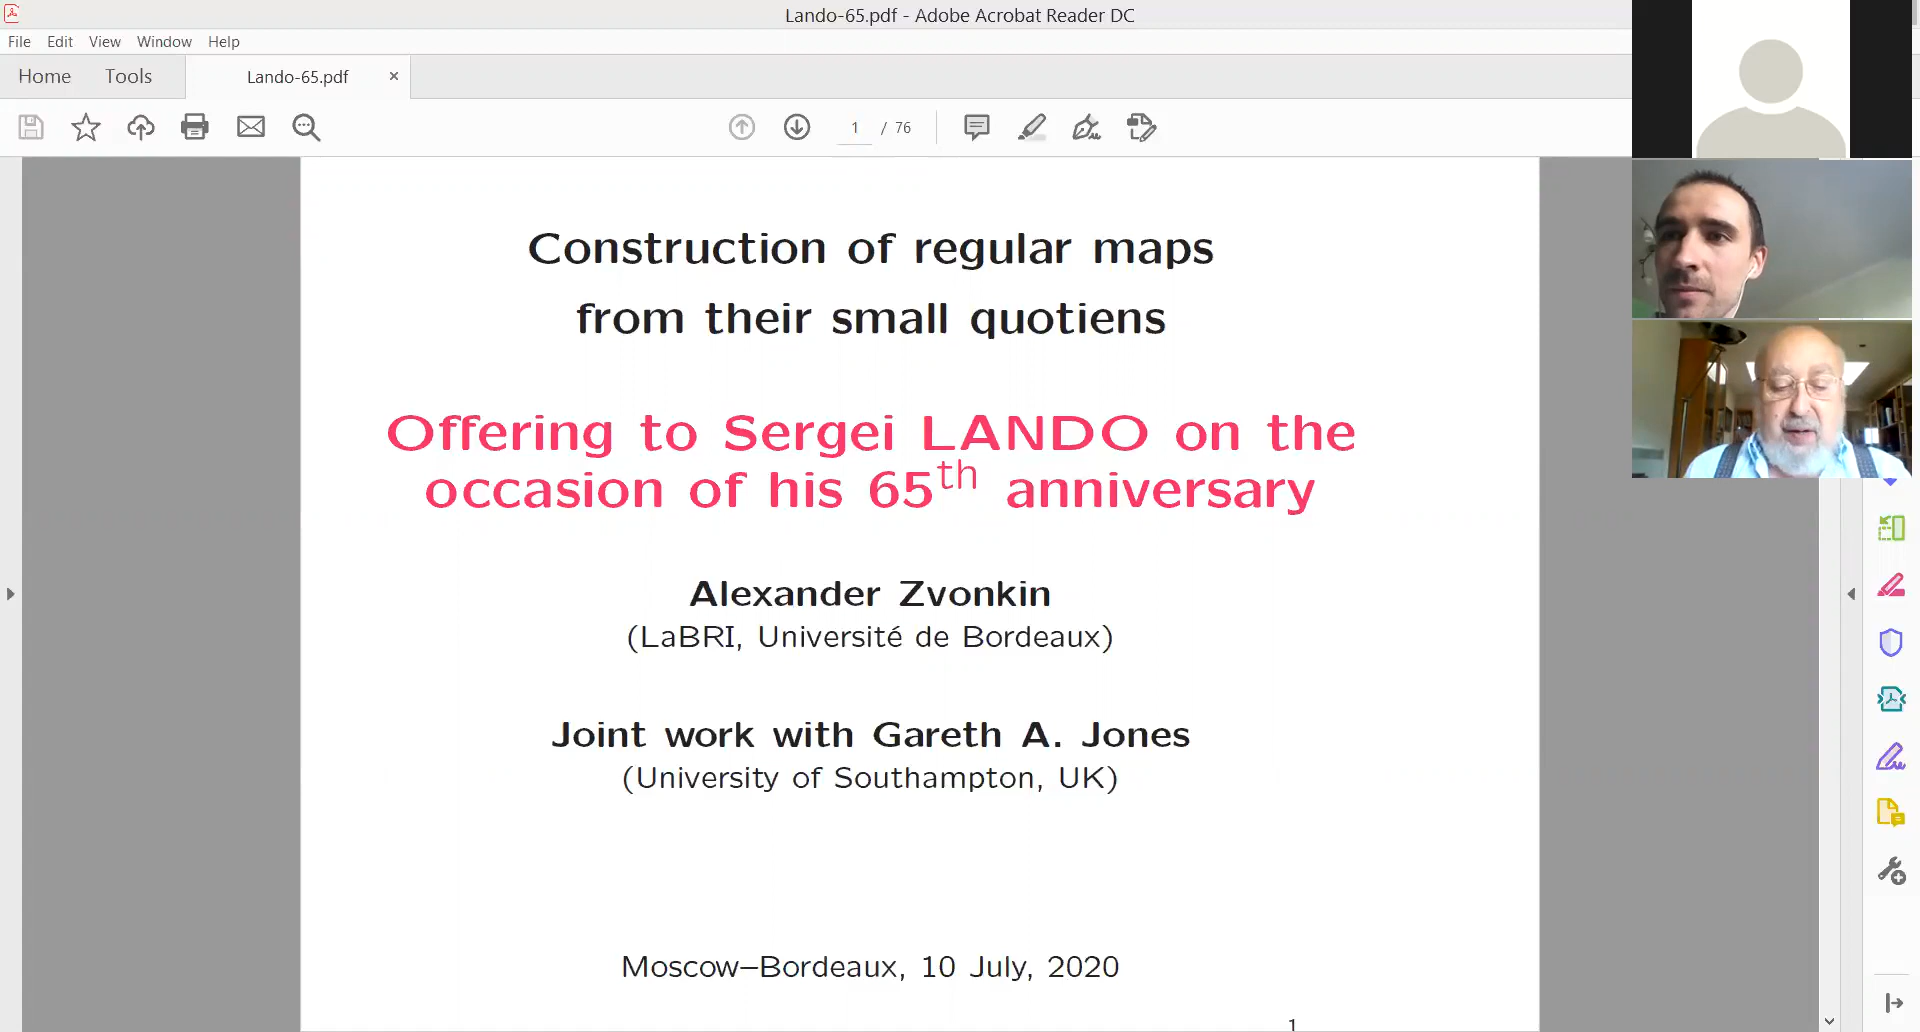 Lando-65.pdf - Adobe Acrobat Reader DC
File Edit View Window Help
Home Tools Lando-65.pdf ×
1 / 76
Construction of regular maps
from their small quotiens
Offering to Sergei LANDO on the
occasion of his 65th anniversary
Alexander Zvonkin
(LaBRI, Université de Bordeaux)
Joint work with Gareth A. Jones
(University of Southampton, UK)
Moscow–Bordeaux, 10 July, 2020
1